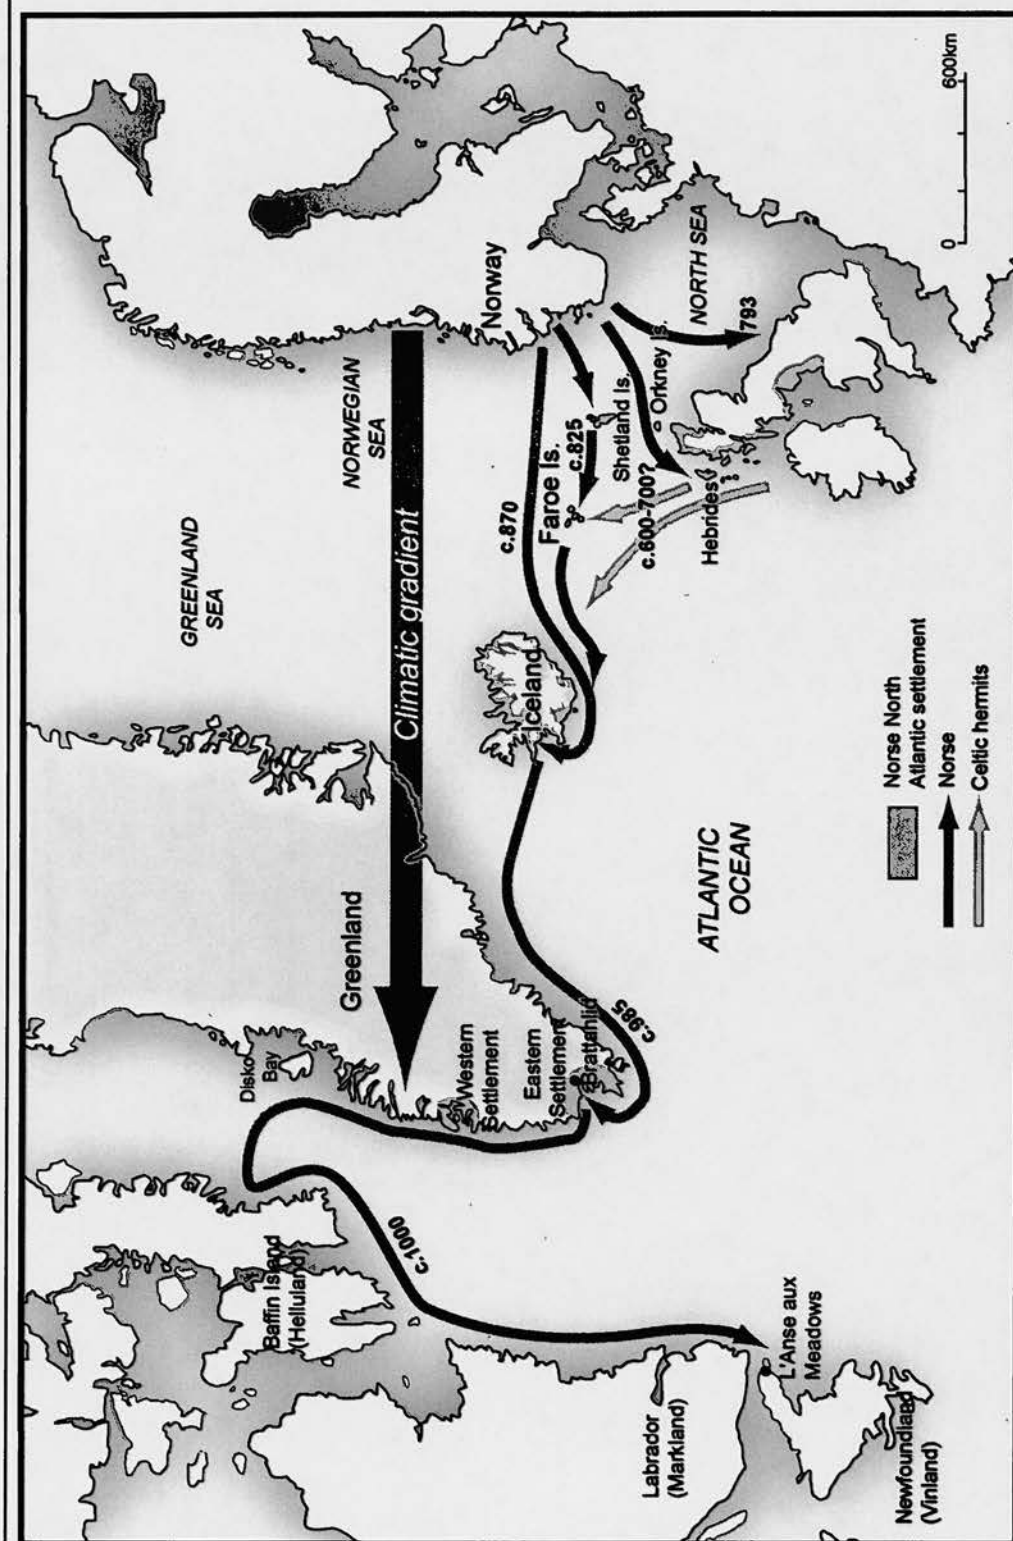 Baffin Island
(Helluland)
Disko
Bay
Greenland
GREENLAND
SEA
NORWEGIAN
SEA
Climatic gradient
Norway
Western
Settlement
Eastern
Settlement
Brattahlid
c.1000
c.985
Iceland
c.870
Faroe Is.
c.825
Shetland Is.
Orkney Is.
NORTH SEA
793
c.600-700?
Hebrides
Labrador
(Markland)
L'Anse aux
Meadows
Newfoundland
(Vinland)
ATLANTIC
OCEAN
Norse North
Atlantic settlement
Norse
Celtic hermits
0
600km